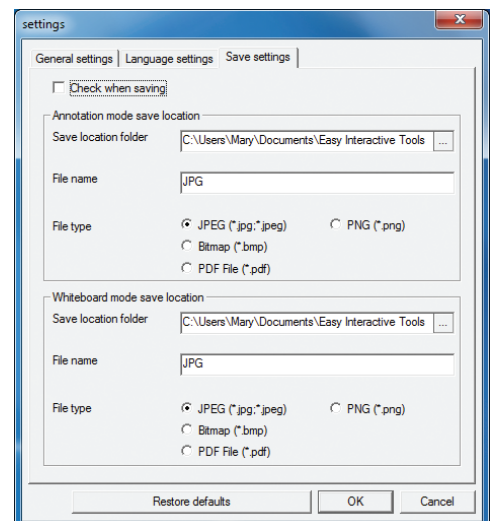 settings
General settings Language settings Save settings
Check when saving
Annotation mode save location
Save location folder C:\Users\Mary\Documents\Easy Interactive Tools ...
File name JPG
File type JPEG (*.jpg;*.jpeg) PNG (*.png)
Bitmap (*.bmp)
PDF File (*.pdf)
Whiteboard mode save location
Save location folder C:\Users\Mary\Documents\Easy Interactive Tools ...
File name JPG
File type JPEG (*.jpg;*.jpeg) PNG (*.png)
Bitmap (*.bmp)
PDF File (*.pdf)
Restore defaults OK Cancel